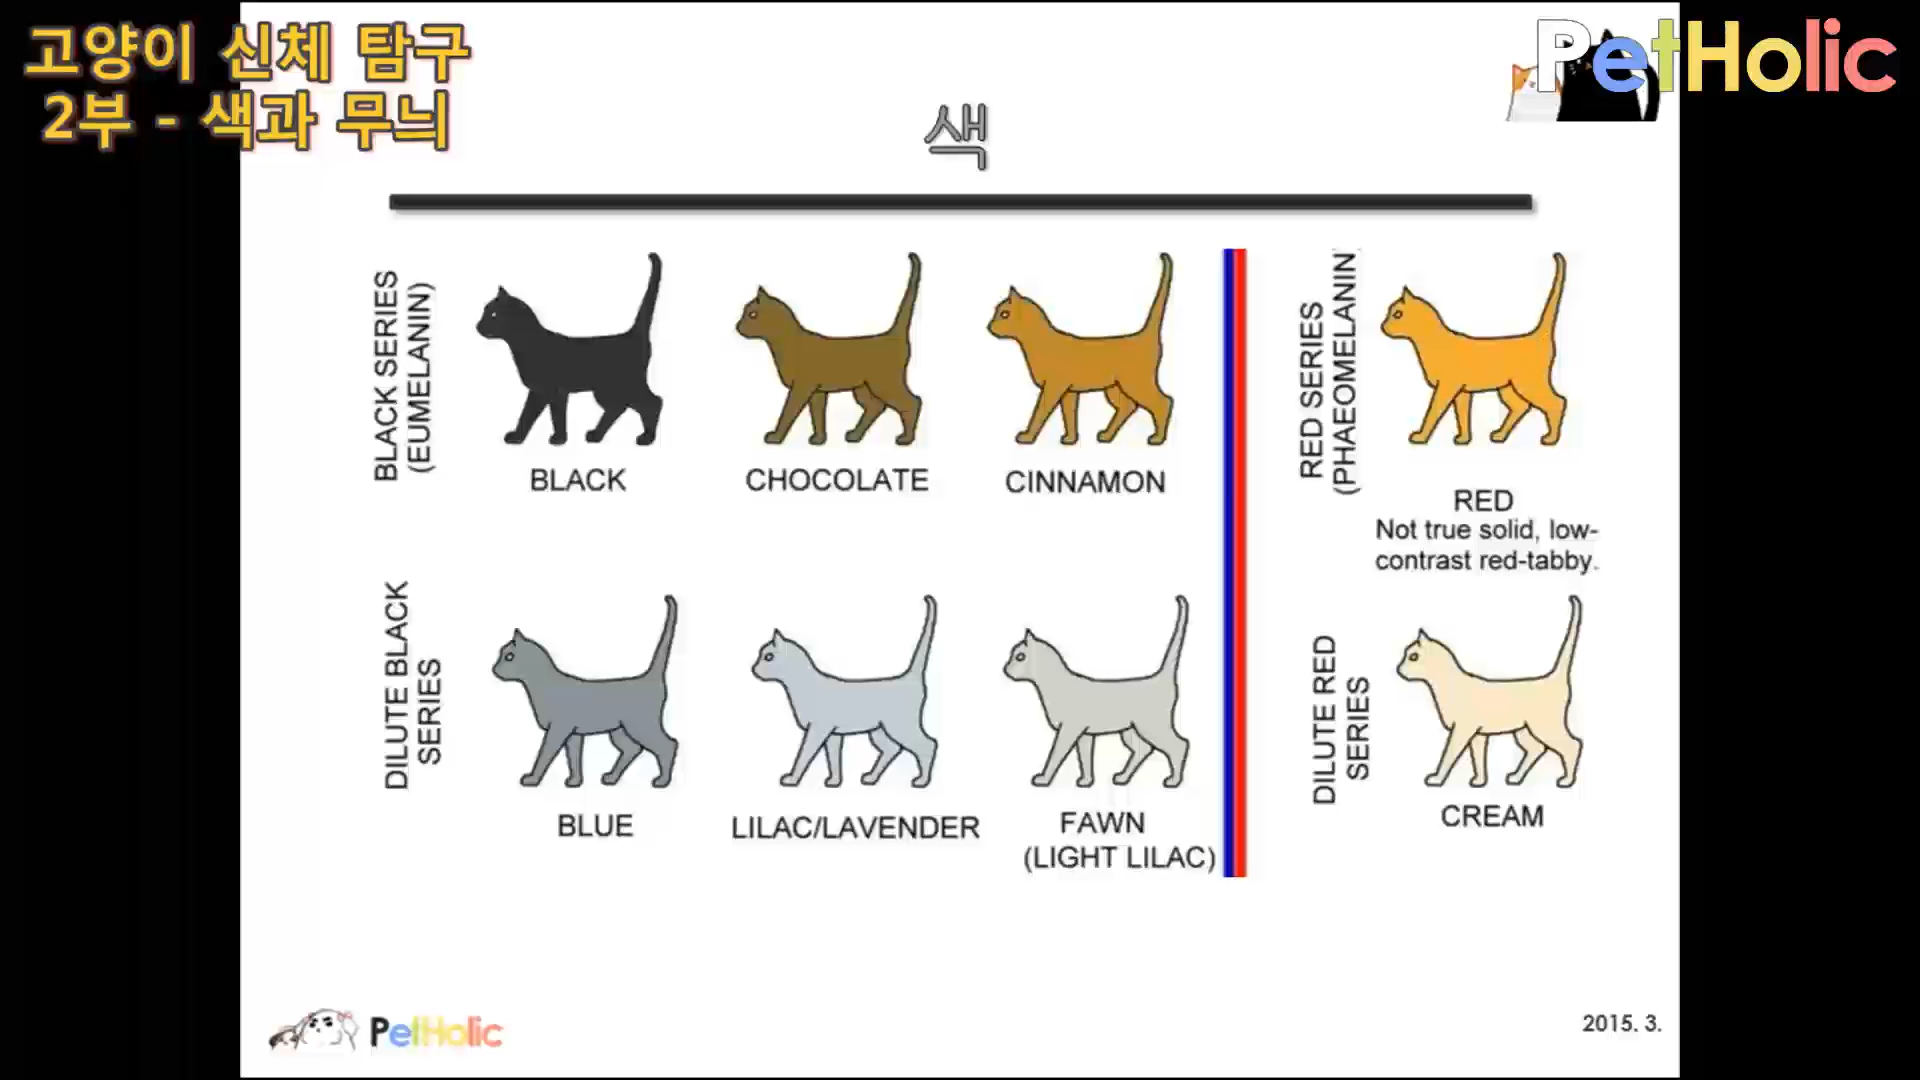 고양이 신체 탐구
2부 - 색과 무늬
PetHolic
색
BLACK SERIES
(EUMELANIN)
BLACK
CHOCOLATE
CINNAMON
RED SERIES
(PHAEOMELANIN
RED
Not true solid, low-
contrast red-tabby.
DILUTE BLACK
SERIES
BLUE
LILAC/LAVENDER
FAWN
(LIGHT LILAC)
DILUTE RED
SERIES
CREAM
PetHolic
2015. 3.